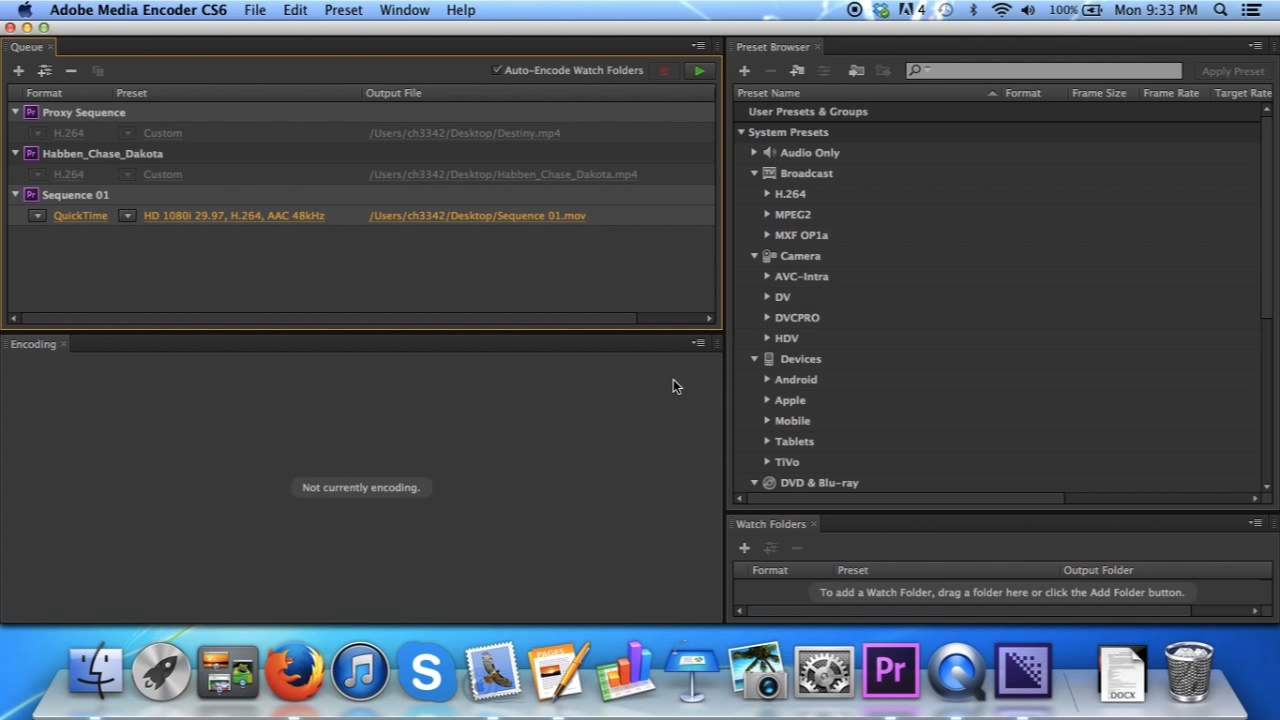 Adobe Media Encoder CS6 File Edit Preset Window Help 4 100% Mon 9:33 PM
Queue
Auto-Encode Watch Folders
Format Preset Output File
Pr Proxy Sequence
H.264 Custom /Users/ch3342/Desktop/Destiny.mp4
Pr Habben_Chase_Dakota
H.264 Custom /Users/ch3342/Desktop/Habben_Chase_Dakota.mp4
Pr Sequence 01
QuickTime HD 1080i 29.97, H.264, AAC 48kHz /Users/ch3342/Desktop/Sequence 01.mov
Encoding
Not currently encoding.
Preset Browser
Apply Preset
Preset Name Format Frame Size Frame Rate Target Rate
User Presets & Groups
System Presets
Audio Only
Broadcast
H.264
MPEG2
MXF OP1a
Camera
AVC-Intra
DV
DVCPRO
HDV
Devices
Android
Apple
Mobile
Tablets
TiVo
DVD & Blu-ray
Watch Folders
Format Preset Output Folder
To add a Watch Folder, drag a folder here or click the Add Folder button.
S PAGES Pr DOCX